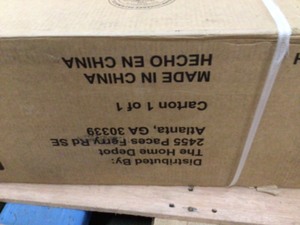 Distributed By:
The Home Depot
2455 Paces Ferry Rd SE
Atlanta, GA 30339
Carton 1 of 1
MADE IN CHINA
HECHO EN CHINA